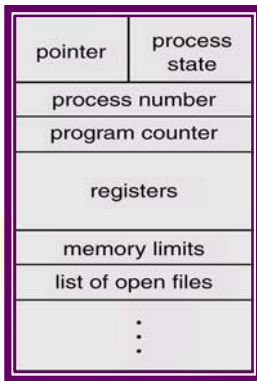 pointer
process
state
process number
program counter
registers
memory limits
list of open files